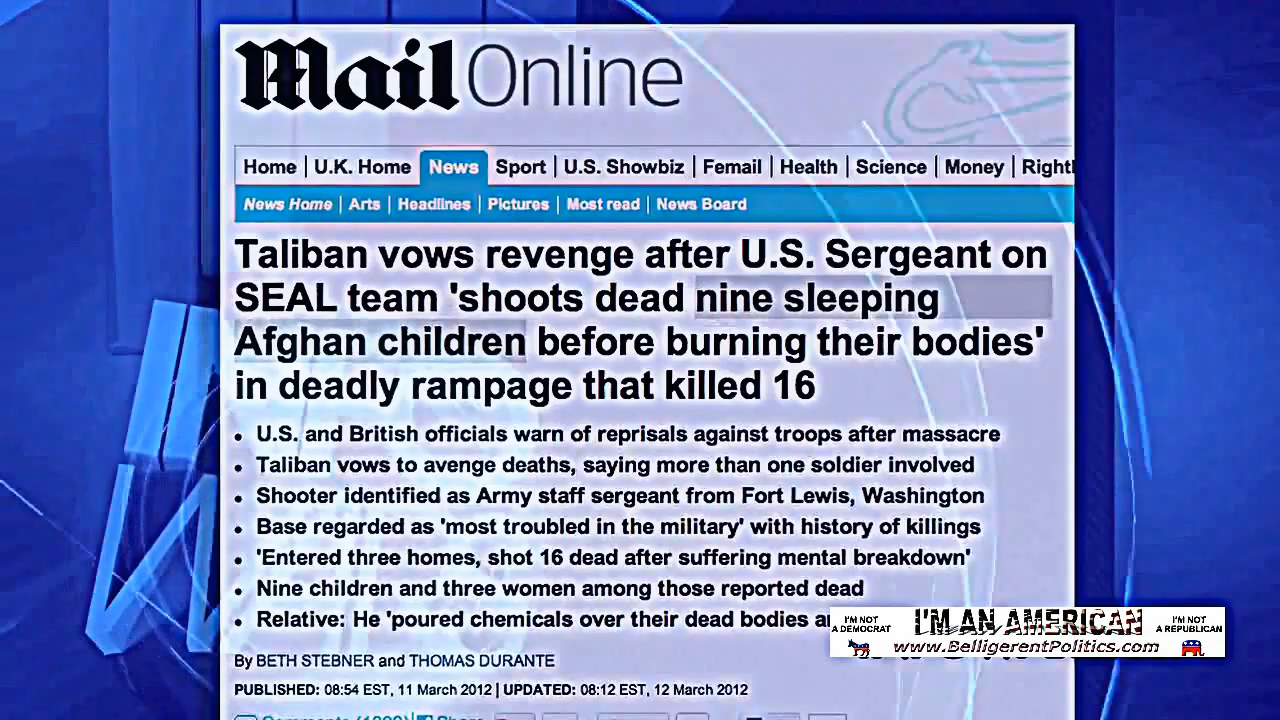 Mail Online
Home | U.K. Home | News | Sport | U.S. Showbiz | Femail | Health | Science | Money |
News Home | Arts | Headlines | Pictures | Most read | News Board
Taliban vows revenge after U.S. Sergeant on
SEAL team 'shoots dead nine sleeping
Afghan children before burning their bodies'
in deadly rampage that killed 16
• U.S. and British officials warn of reprisals against troops after massacre
• Taliban vows to avenge deaths, saying more than one soldier involved
• Shooter identified as Army staff sergeant from Fort Lewis, Washington
• Base regarded as 'most troubled in the military' with history of killings
• 'Entered three homes, shot 16 dead after suffering mental breakdown'
• Nine children and three women among those reported dead
• Relative: He 'poured chemicals over their dead bodies
I'M NOT
A DEMOCRAT
I'M AN AMERICAN
I'M NOT
A REPUBLICAN
www.BelligerentPolitics.com
By BETH STEBNER and THOMAS DURANTE
PUBLISHED: 08:54 EST, 11 March 2012 | UPDATED: 08:12 EST, 12 March 2012